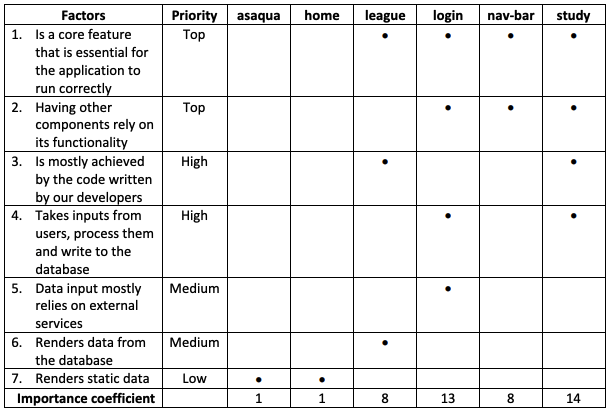 Factors Priority asaqua home league login nav-bar study
1. Is a core feature Top • • • •
that is essential for
the application to
run correctly
2. Having other Top • • •
components rely on
its functionality
3. Is mostly achieved High • •
by the code written
by our developers
4. Takes inputs from High • •
users, process them
and write to the
database
5. Data input mostly Medium •
relies on external
services
6. Renders data from Medium •
the database
7. Renders static data Low • •
Importance coefficient 1 1 8 13 8 14